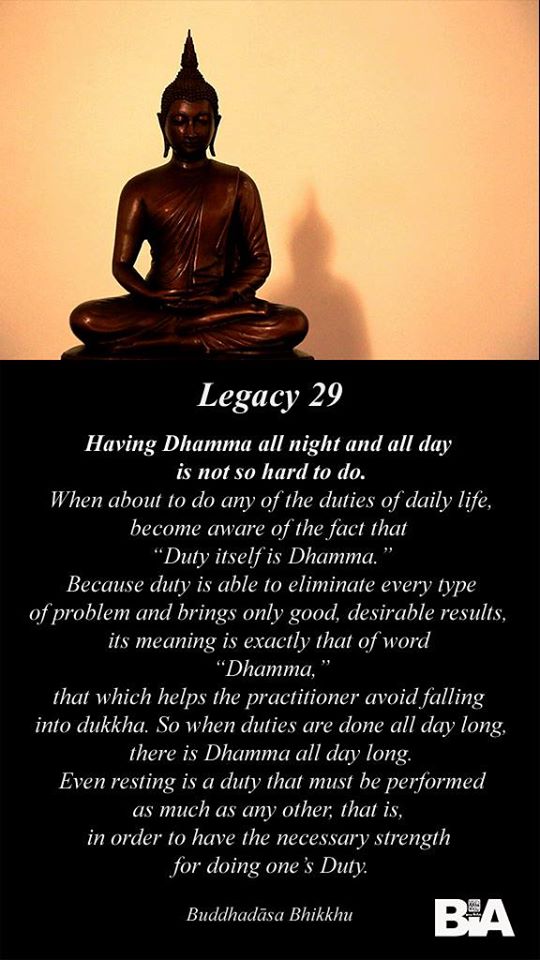 Legacy 29
Having Dhamma all night and all day
is not so hard to do.
When about to do any of the duties of daily life,
become aware of the fact that
“Duty itself is Dhamma.”
Because duty is able to eliminate every type
of problem and brings only good, desirable results,
its meaning is exactly that of word
“Dhamma,”
that which helps the practitioner avoid falling
into dukkha. So when duties are done all day long,
there is Dhamma all day long.
Even resting is a duty that must be performed
as much as any other, that is,
in order to have the necessary strength
for doing one’s Duty.
Buddhadāsa Bhikkhu
BIA